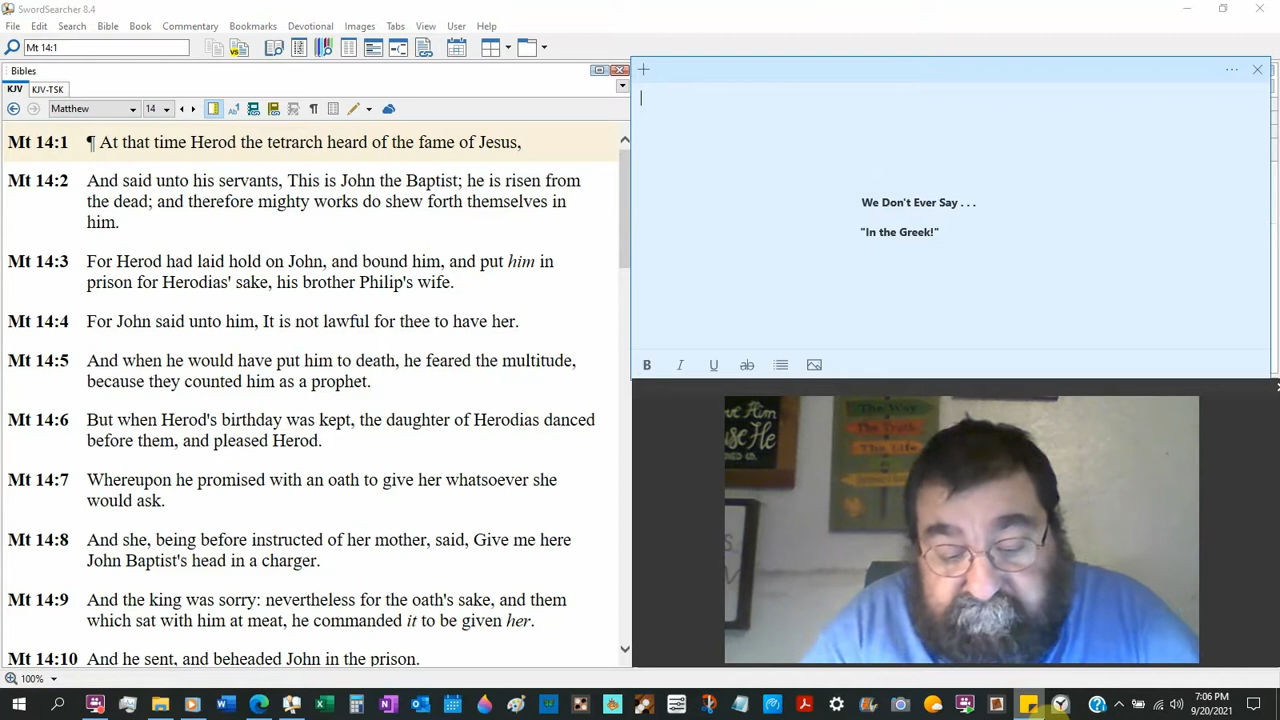 SwordSearcher 8.4
File Edit Search Bible Book Commentary Bookmarks Devotional Images Tabs View User Help
Mt 14:1
Bibles
KJV KJV-TSK
Matthew 14
Mt 14:1 ¶ At that time Herod the tetrarch heard of the fame of Jesus,
Mt 14:2 And said unto his servants, This is John the Baptist; he is risen from
the dead; and therefore mighty works do shew forth themselves in
him.
Mt 14:3 For Herod had laid hold on John, and bound him, and put him in
prison for Herodias' sake, his brother Philip's wife.
Mt 14:4 For John said unto him, It is not lawful for thee to have her.
Mt 14:5 And when he would have put him to death, he feared the multitude,
because they counted him as a prophet.
Mt 14:6 But when Herod's birthday was kept, the daughter of Herodias danced
before them, and pleased Herod.
Mt 14:7 Whereupon he promised with an oath to give her whatsoever she
would ask.
Mt 14:8 And she, being before instructed of her mother, said, Give me here
John Baptist's head in a charger.
Mt 14:9 And the king was sorry: nevertheless for the oath's sake, and them
which sat with him at meat, he commanded it to be given her.
Mt 14:10 And he sent, and beheaded John in the prison.
100%
We Don't Ever Say . . .
"In the Greek!"
B I U ab
The Way
The Truth
The Life
7:06 PM
9/20/2021